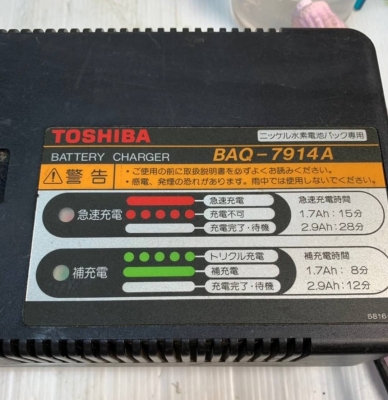 TOSHIBA
ニッケル水素電池パック専用
BATTERY CHARGER BAQ-7914A
警告
・ご使用の前に取扱説明書を必ずよくお読みください。
・感電、発煙の恐れがあります。雨中では使用しないでください。
急速充電
急速充電
充電不可
充電完了・待機
急速充電時間
1.7Ah:15分
2.9Ah:28分
補充電
トリクル充電
補充電
充電完了・待機
補充電時間
1.7Ah: 8分
2.9Ah:12分
6816